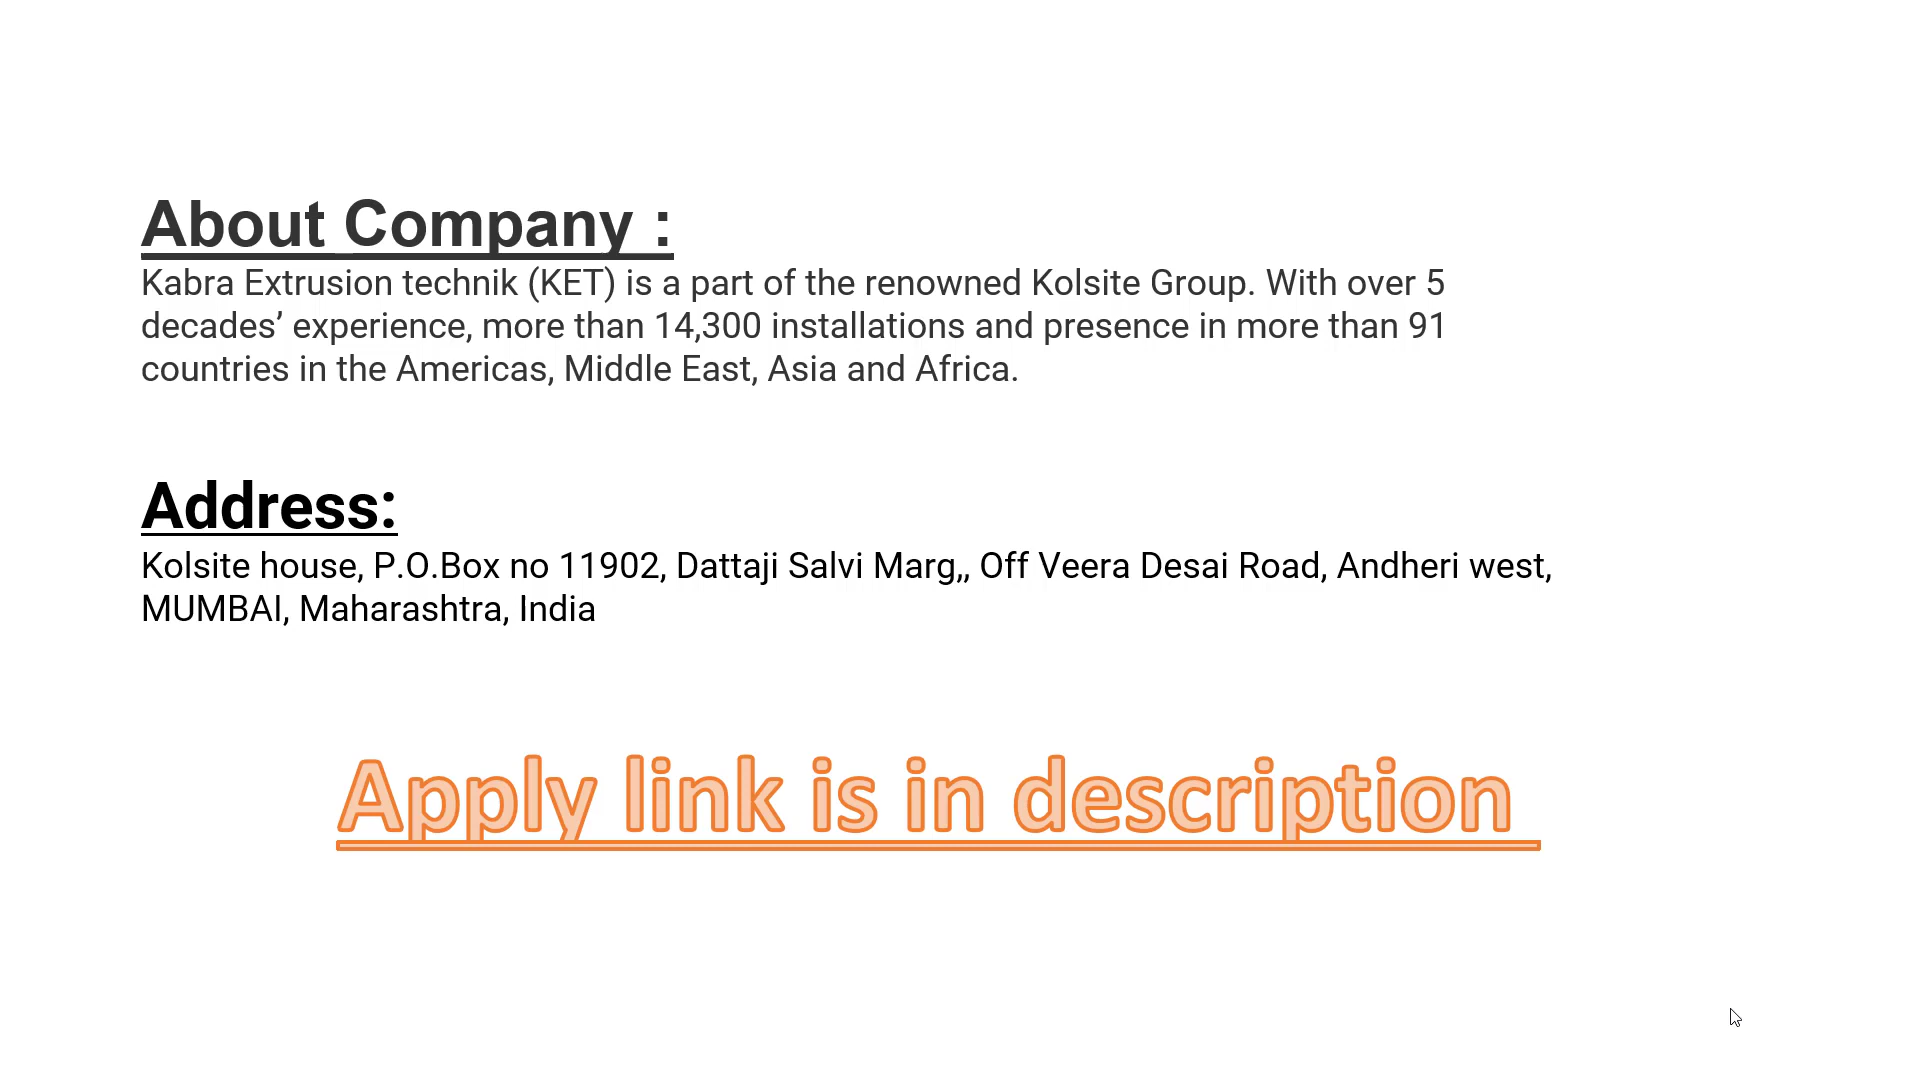 About Company :
Kabra Extrusion technik (KET) is a part of the renowned Kolsite Group. With over 5
decades’ experience, more than 14,300 installations and presence in more than 91
countries in the Americas, Middle East, Asia and Africa.
Address:
Kolsite house, P.O.Box no 11902, Dattaji Salvi Marg,, Off Veera Desai Road, Andheri west,
MUMBAI, Maharashtra, India
Apply link is in description